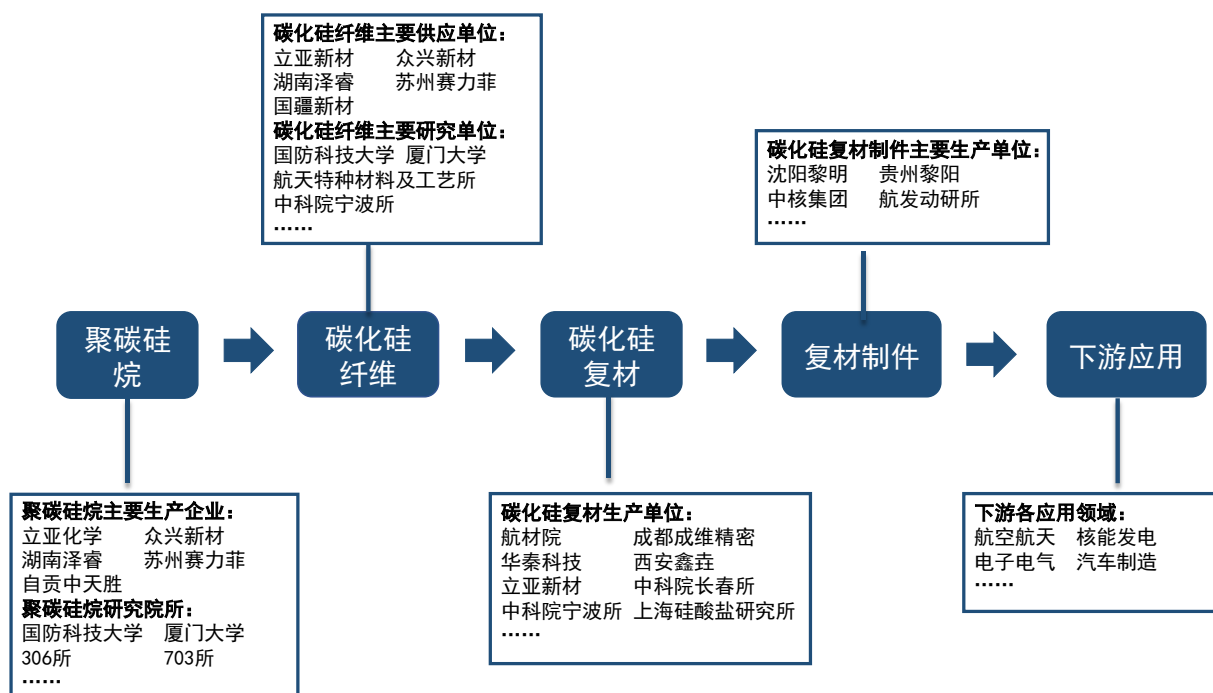 碳化硅纤维主要供应单位：
立亚新材 众兴新材
湖南泽睿 苏州赛力菲
国疆新材
碳化硅纤维主要研究单位：
国防科技大学 厦门大学
航天特种材料及工艺所
中科院宁波所
……
碳化硅复材制件主要生产单位：
沈阳黎明 贵州黎阳
中核集团 航发动研所
……
聚碳硅
烷
碳化硅
纤维
碳化硅
复材
复材制件
下游应用
聚碳硅烷主要生产企业：
立亚化学 众兴新材
湖南泽睿 苏州赛力菲
自贡中天胜
聚碳硅烷研究院所：
国防科技大学 厦门大学
306所 703所
……
碳化硅复材生产单位：
航材院 成都成维精密
华秦科技 西安鑫垚
立亚新材 中科院长春所
中科院宁波所 上海硅酸盐研究所
……
下游各应用领域：
航空航天 核能发电
电子电气 汽车制造
……